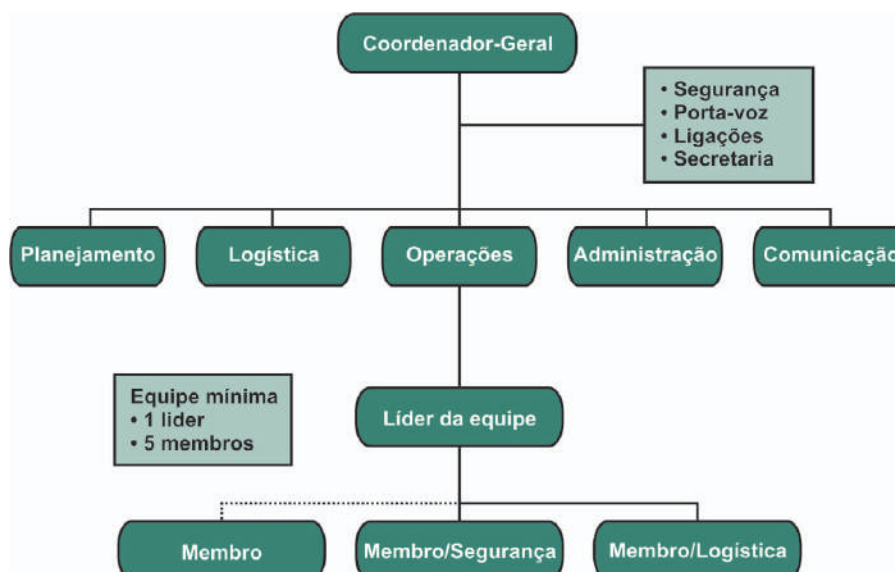 Coordenador-Geral
• Segurança
• Porta-voz
• Ligações
• Secretaria
Planejamento
Logística
Operações
Administração
Comunicação
Equipe mínima
• 1 lider
• 5 membros
Líder da equipe
Membro
Membro/Segurança
Membro/Logística